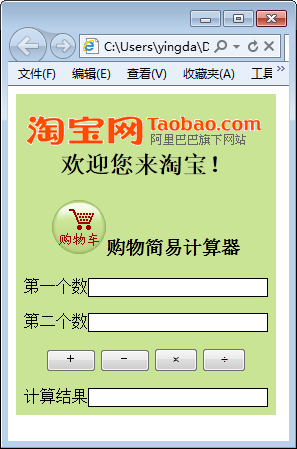 C:\Users\yingda\D
文件(F) 编辑(E) 查看(V) 收藏夹(A) 工具 »
淘宝网 Taobao.com
阿里巴巴旗下网站
欢迎您来淘宝!
购物车 购物简易计算器
第一个数
第二个数
+ − × ÷
计算结果